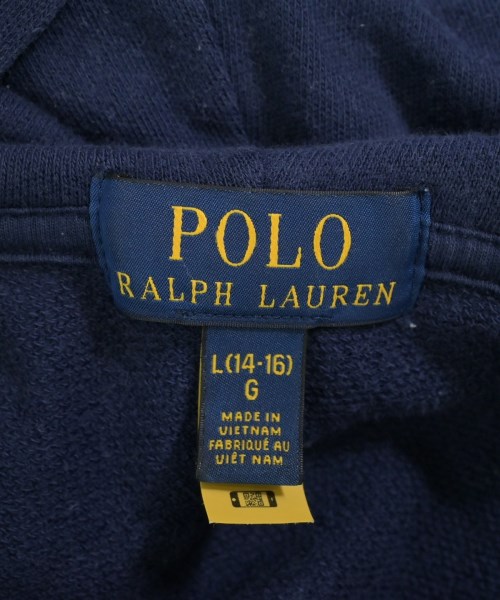 POLO
RALPH LAUREN
L(14-16)
G
MADE IN
VIETNAM
FABRIQUÉ AU
VIÊT NAM